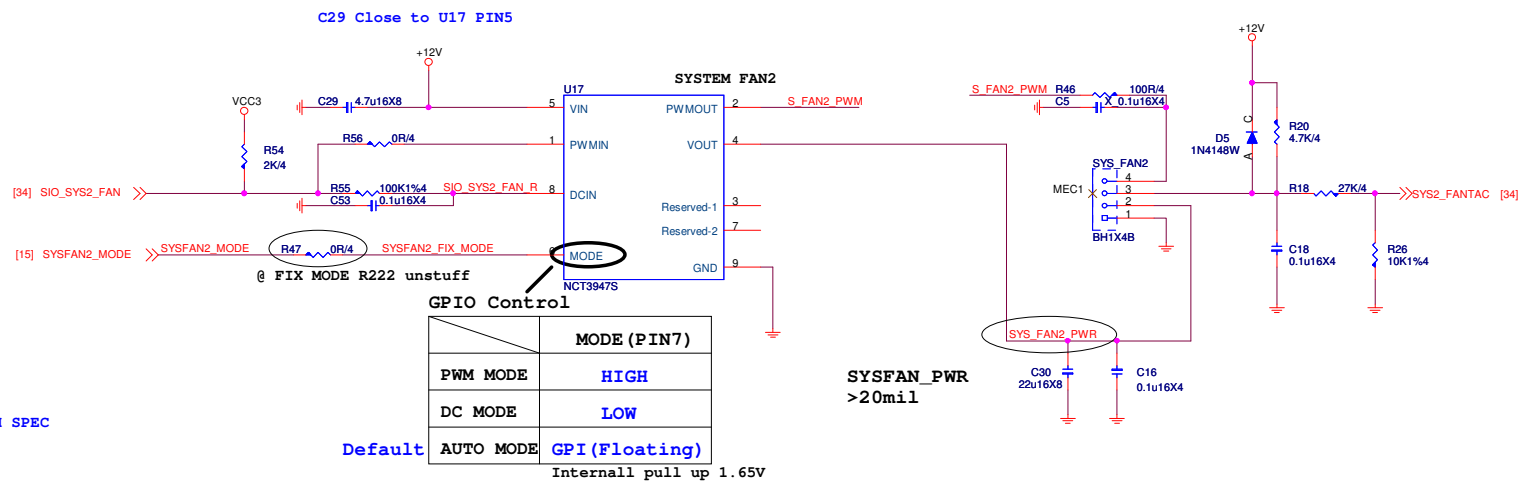 C29 Close to U17 PIN5
+12V
+12V
SYSTEM FAN2
VCC3
C29 4.7u16X8
U17
5 VIN
PWMOUT 2 S_FAN2_PWM
S_FAN2_PWM R46 100R/4
C5 X_0.1u16X4
R54
2K/4
R56 0R/4
1 PWMIN
VOUT 4
D5
1N4148W
C
A
R20
4.7K/4
SYS_FAN2
MEC1
4
3
2
1
BH1X4B
[34] SIO_SYS2_FAN
R55 100K1%4 SIO_SYS2_FAN_R 8 DCIN
C53 0.1u16X4
Reserved-1 3
Reserved-2 7
R18 27K/4 SYS2_FANTAC [34]
[15] SYSFAN2_MODE SYSFAN2_MODE R47 0R/4 SYSFAN2_FIX_MODE
MODE
GND 9
NCT3947S
C18
0.1u16X4
R26
10K1%4
@ FIX MODE R222 unstuff
GPIO Control
MODE(PIN7)
PWM MODE HIGH
DC MODE LOW
Default AUTO MODE GPI(Floating)
Internall pull up 1.65V
SYS_FAN2_PWR
C30
22u16X8
C16
0.1u16X4
SYSFAN_PWR
>20mil
SPEC